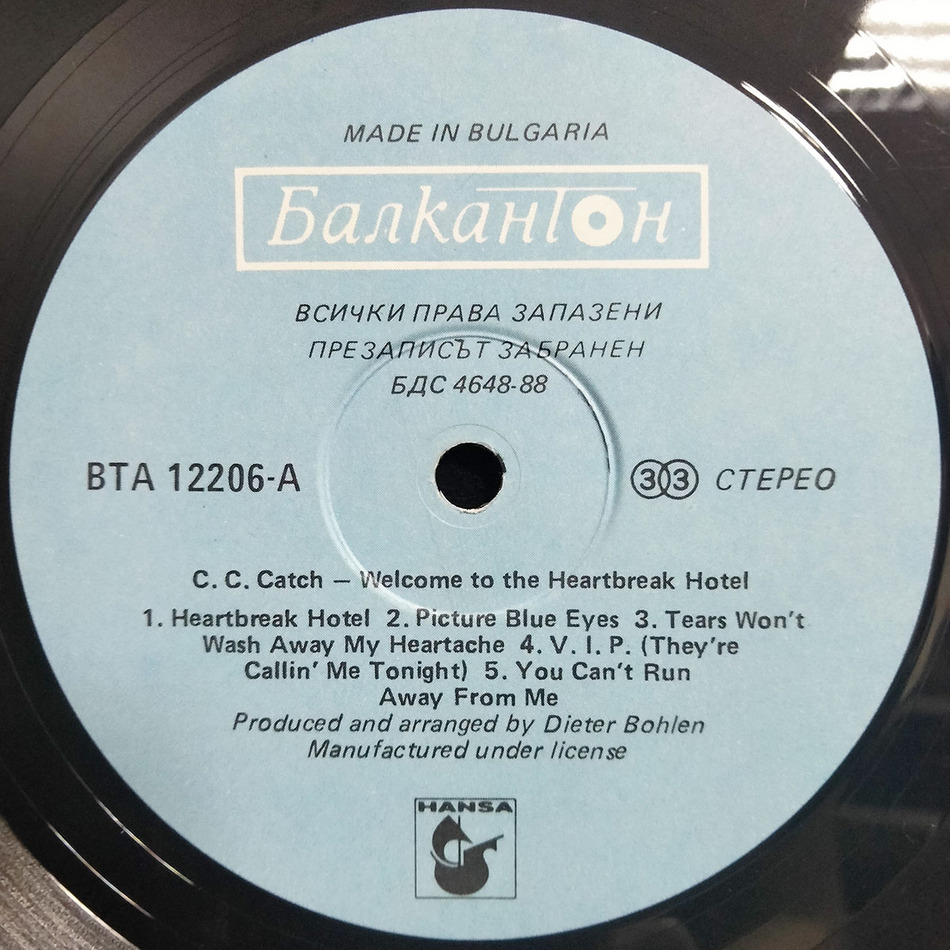 MADE IN BULGARIA
Балкантон
ВСИЧКИ ПРАВА ЗАПАЗЕНИ
ПРЕЗАПИСЪТ ЗАБРАНЕН
БДС 4648-88
ВТА 12206-А
33 СТЕРЕО
C. C. Catch – Welcome to the Heartbreak Hotel
1. Heartbreak Hotel 2. Picture Blue Eyes 3. Tears Won't
Wash Away My Heartache 4. V. I. P. (They're
Callin' Me Tonight) 5. You Can't Run
Away From Me
Produced and arranged by Dieter Bohlen
Manufactured under license
HANSA